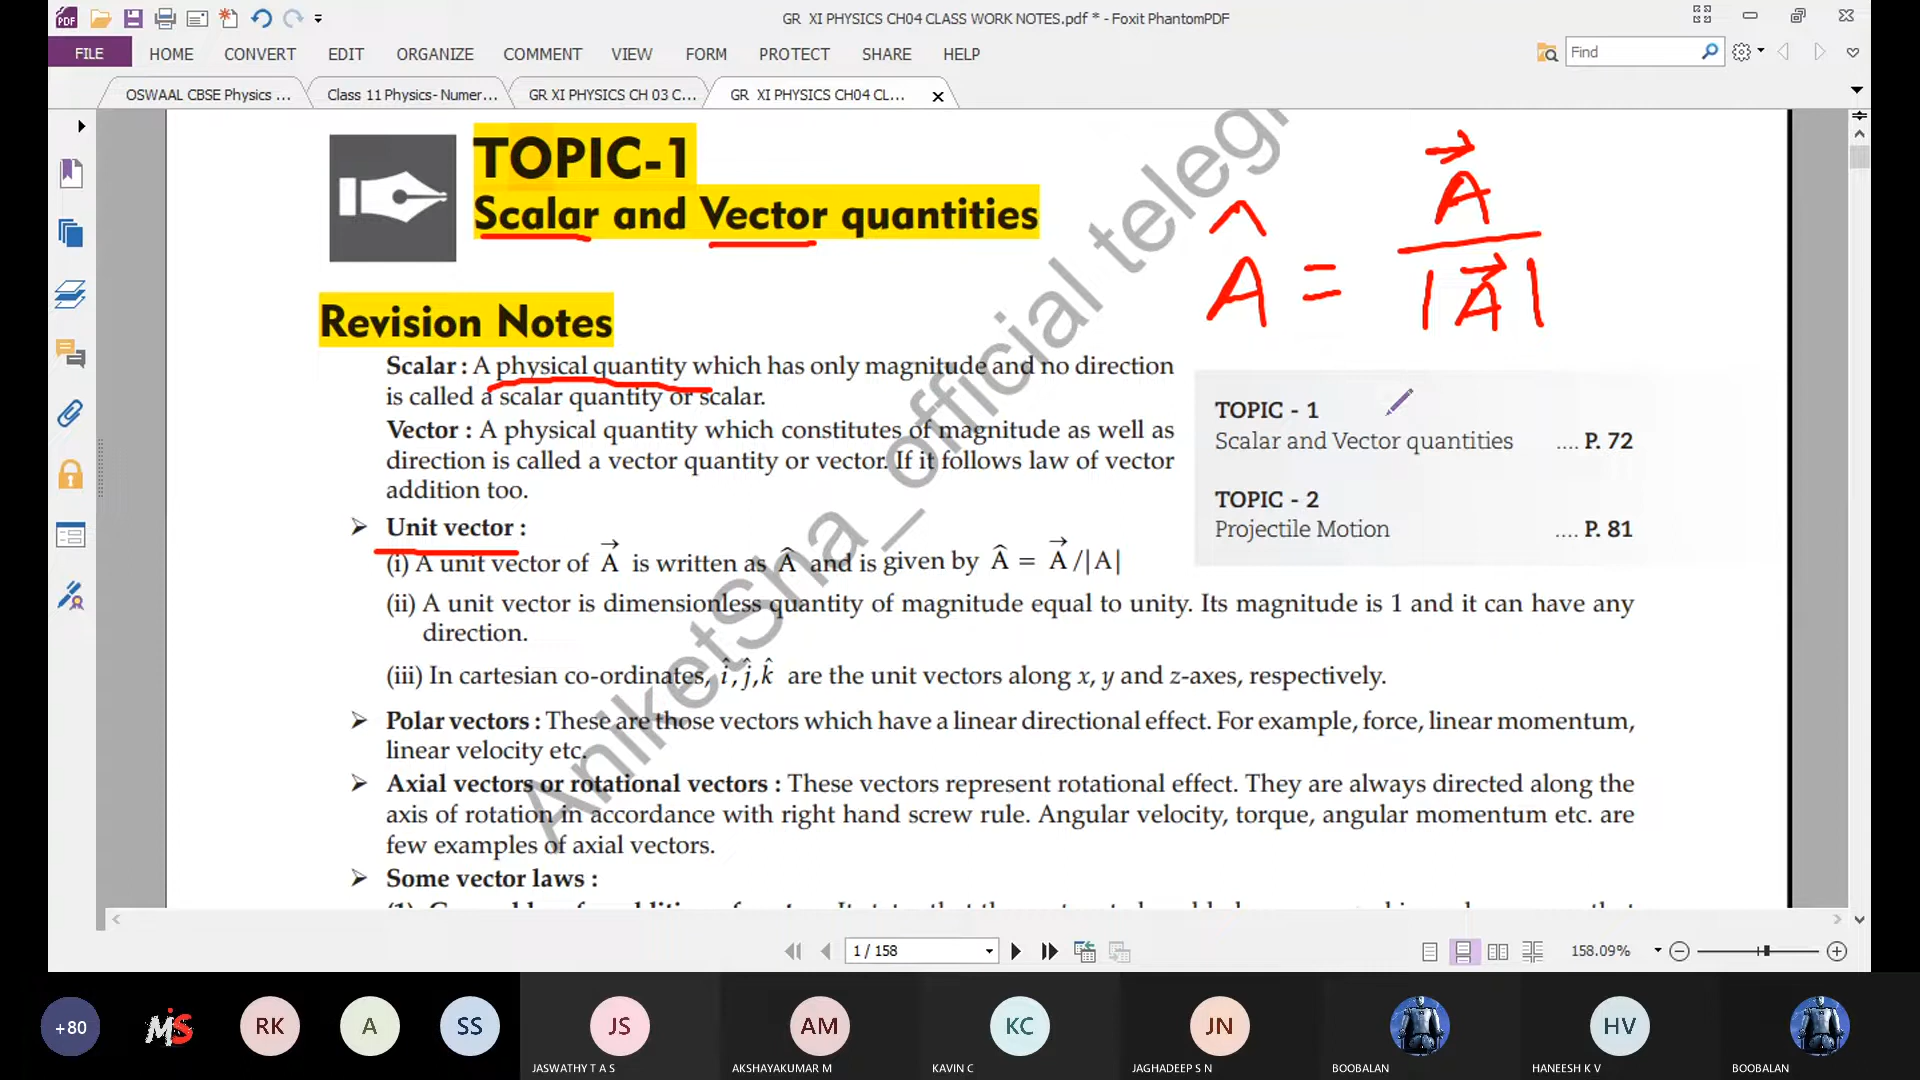 GR XI PHYSICS CH04 CLASS WORK NOTES.pdf * - Foxit PhantomPDF
FILE HOME CONVERT EDIT ORGANIZE COMMENT VIEW FORM PROTECT SHARE HELP
Find
OSWAAL CBSE Physics ... Class 11 Physics- Numer... GR XI PHYSICS CH 03 C... GR XI PHYSICS CH04 CL...
TOPIC-1
Scalar and Vector quantities
Â = A⃗ / |A⃗|
Revision Notes
Scalar : A physical quantity which has only magnitude and no direction
is called a scalar quantity or scalar.
Vector : A physical quantity which constitutes of magnitude as well as
direction is called a vector quantity or vector. If it follows law of vector
addition too.
TOPIC - 1
Scalar and Vector quantities .... P. 72
TOPIC - 2
Projectile Motion .... P. 81
➢ Unit vector :
(i) A unit vector of A⃗ is written as Â and is given by Â = A⃗ /|A|
(ii) A unit vector is dimensionless quantity of magnitude equal to unity. Its magnitude is 1 and it can have any
direction.
(iii) In cartesian co-ordinates, î, ĵ, k̂ are the unit vectors along x, y and z-axes, respectively.
➢ Polar vectors : These are those vectors which have a linear directional effect. For example, force, linear momentum,
linear velocity etc.
➢ Axial vectors or rotational vectors : These vectors represent rotational effect. They are always directed along the
axis of rotation in accordance with right hand screw rule. Angular velocity, torque, angular momentum etc. are
few examples of axial vectors.
➢ Some vector laws :
AniketSha_official telegr
1 / 158
158.09%
+80 MS RK A SS JS AM KC JN HV
JASWATHY T A S AKSHAYAKUMAR M KAVIN C JAGHADEEP S N BOOBALAN HANEESH K V BOOBALAN